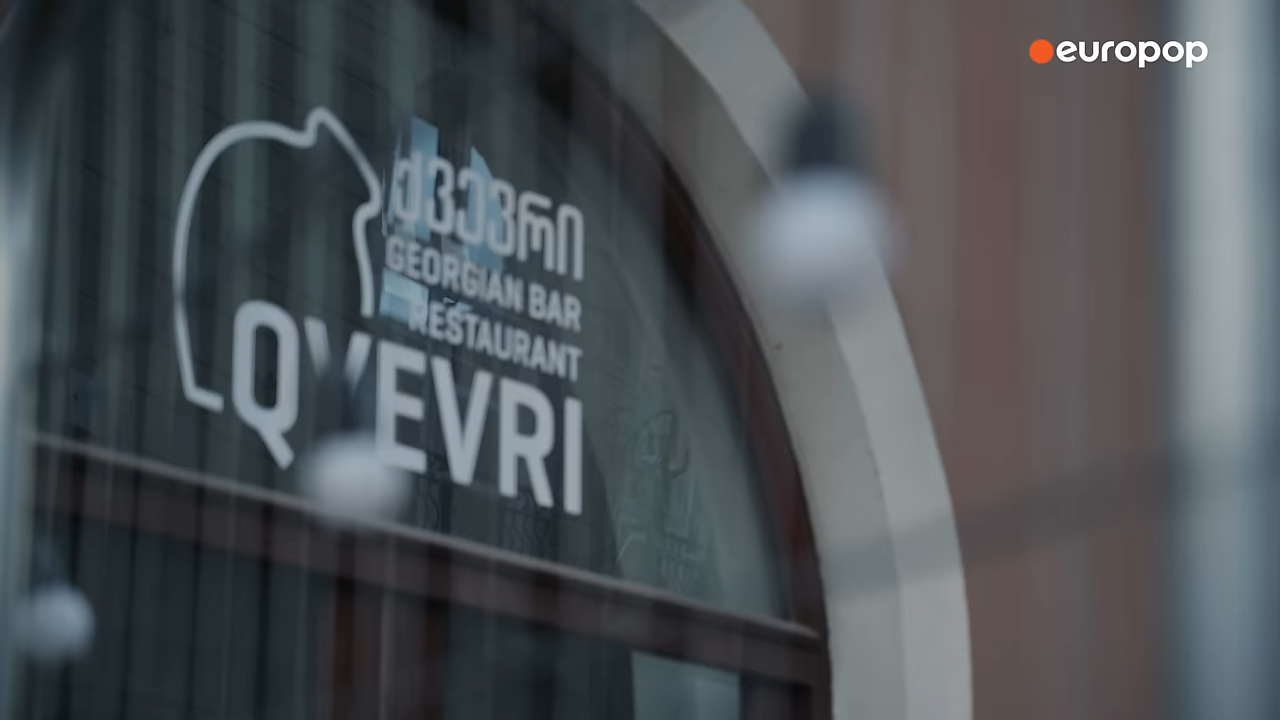 europop
ქვევრი
GEORGIAN BAR
RESTAURANT
QVEVRI